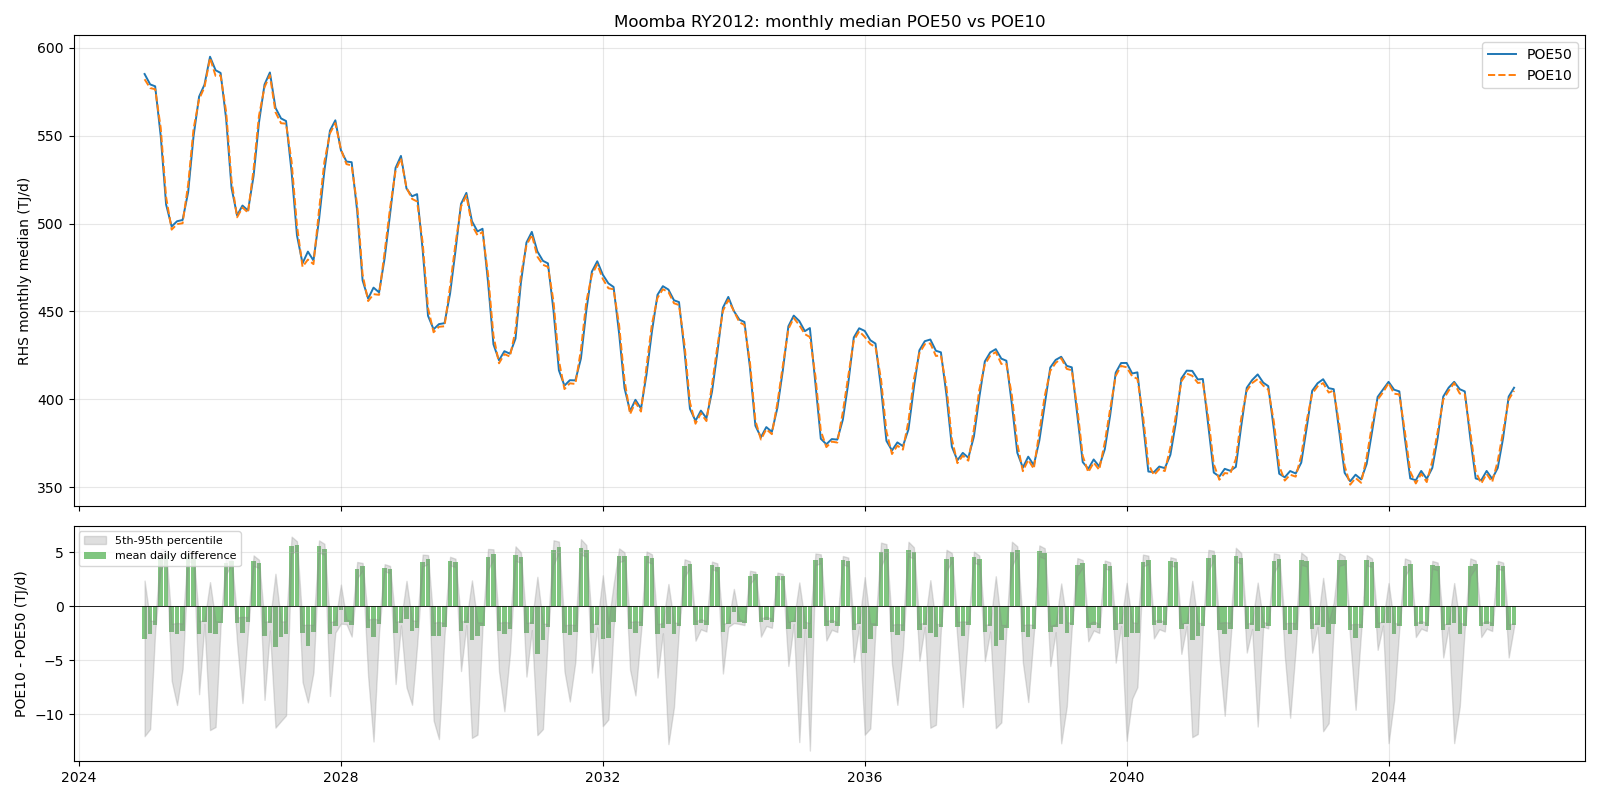 Moomba RY2012: monthly median POE50 vs POE10
600
550
500
450
400
350
RHS monthly median (TJ/d)
POE50
POE10
5
0
−5
−10
POE10 - POE50 (TJ/d)
5th-95th percentile
mean daily difference
2024
2028
2032
2036
2040
2044